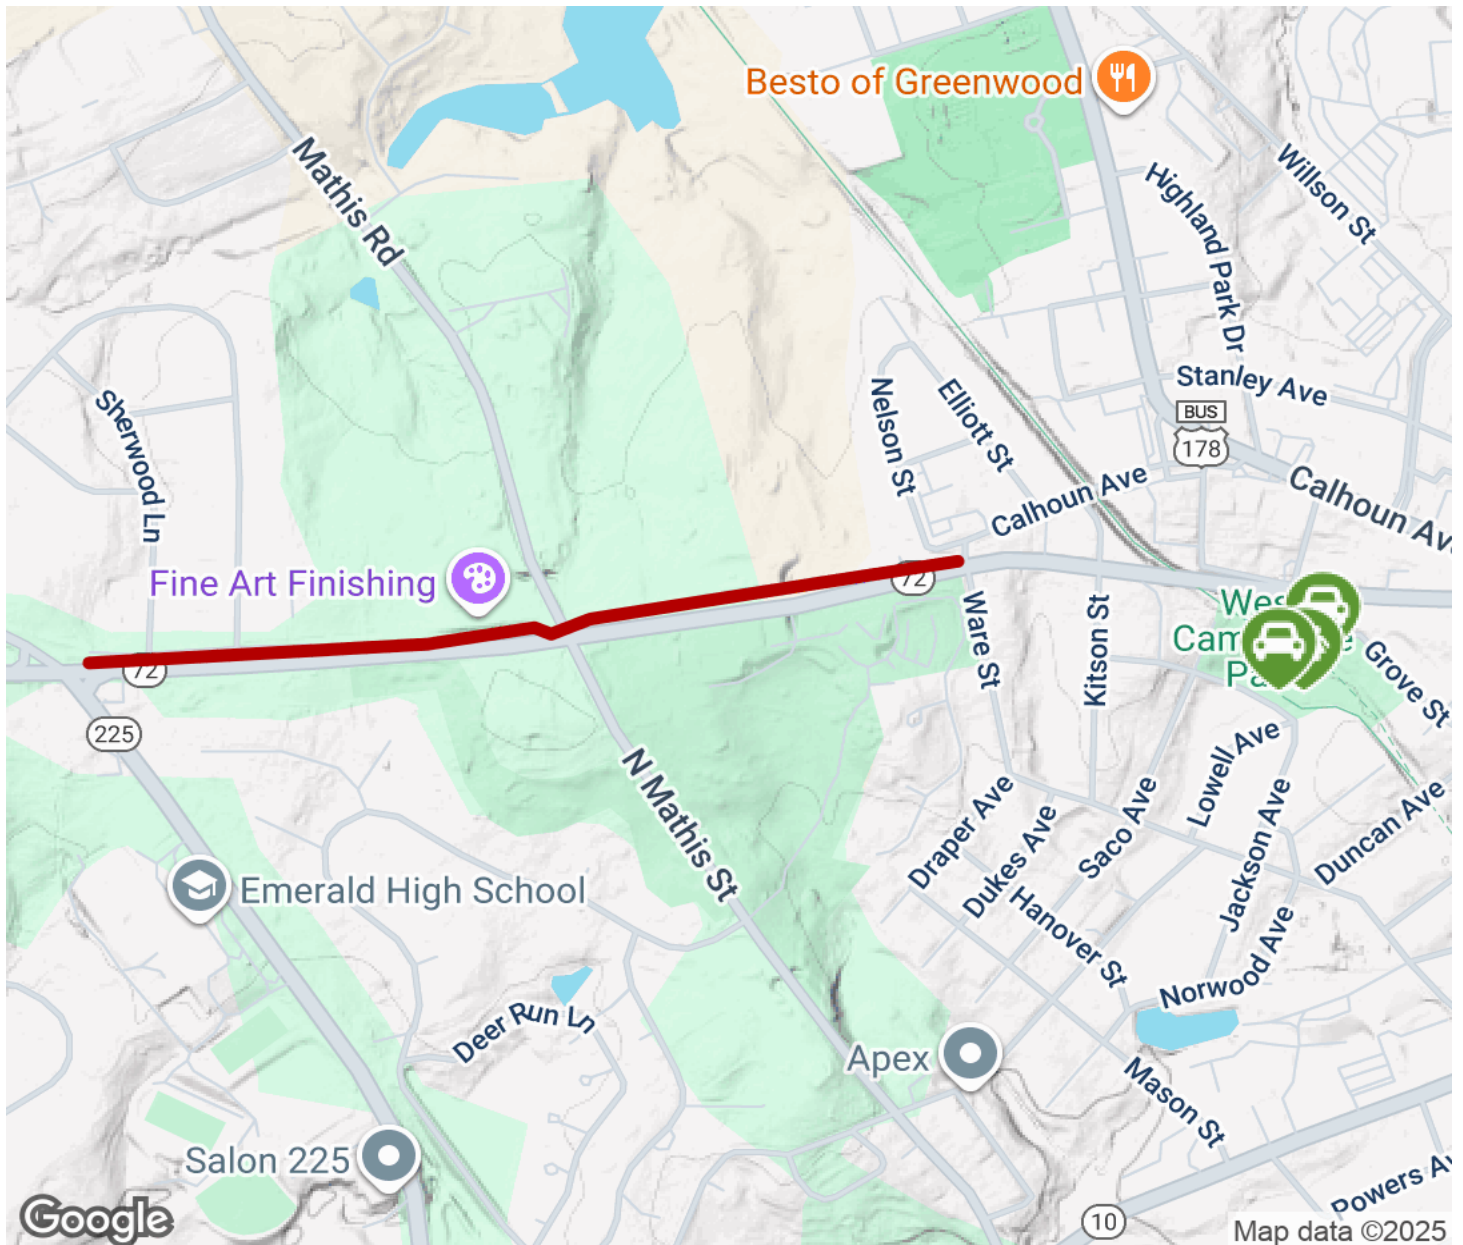 Besto of Greenwood
Mathis Rd
Willson St
Highland Park Dr
Stanley Ave
BUS
178
Sherwood Ln
Nelson St
Elliott St
Calhoun Ave
Calhoun Av
Fine Art Finishing
72
72
Ware St
Kitson St
Grove St
225
N Mathis St
Lowell Ave
Draper Ave
Dukes Ave
Saco Ave
Jackson Ave
Duncan Ave
Emerald High School
Hanover St
Norwood Ave
Deer Run Ln
Apex
Mason St
Salon 225
Powers Av
10
Google
Map data ©2025